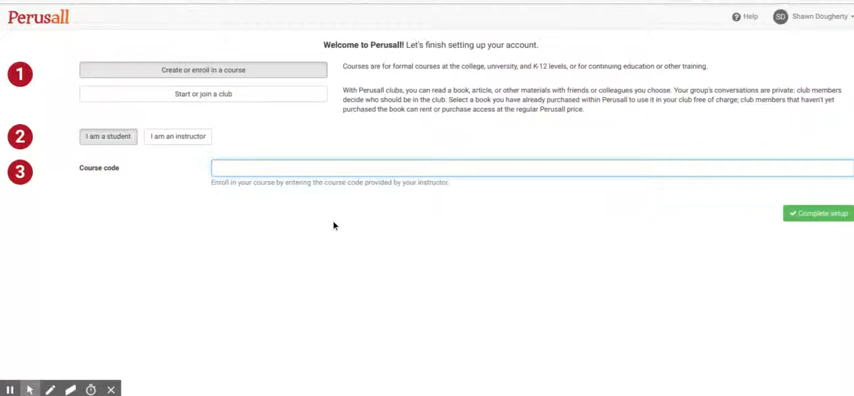 Perusall
Help
SD
Shawn Dougherty
Welcome to Perusall! Let's finish setting up your account.
1
Create or enroll in a course
Courses are for formal courses at the college, university, and K-12 levels, or for continuing education or other training.
Start or join a club
With Perusall clubs, you can read a book, article, or other materials with friends or colleagues you choose. Your group's conversations are private: club members
decide who should be in the club. Select a book you have already purchased within Perusall to use it in your club free of charge; club members that haven't yet
purchased the book can rent or purchase access at the regular Perusall price.
2
I am a student
I am an instructor
3
Course code
Enroll in your course by entering the course code provided by your instructor.
Complete setup